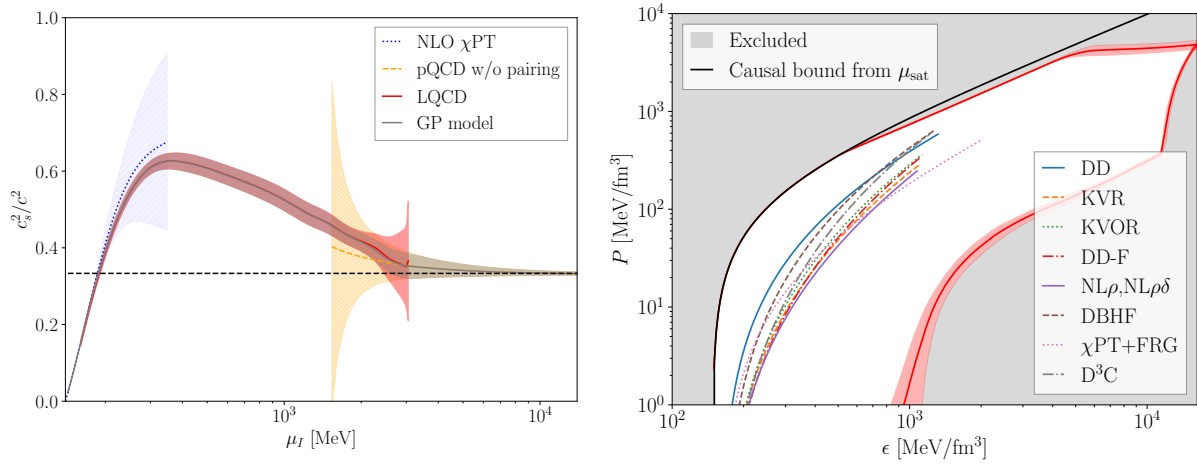 1.0
0.8
0.6
0.4
0.2
0.0
c_s^2/c^2
10^3
10^4
μ_I [MeV]
NLO χPT
pQCD w/o pairing
LQCD
GP model
10^4
10^3
10^2
10^1
10^0
P [MeV/fm^3]
10^2
10^3
10^4
ϵ [MeV/fm^3]
Excluded
Causal bound from μ_sat
DD
KVR
KVOR
DD-F
NLρ,NLρδ
DBHF
χPT+FRG
D^3C